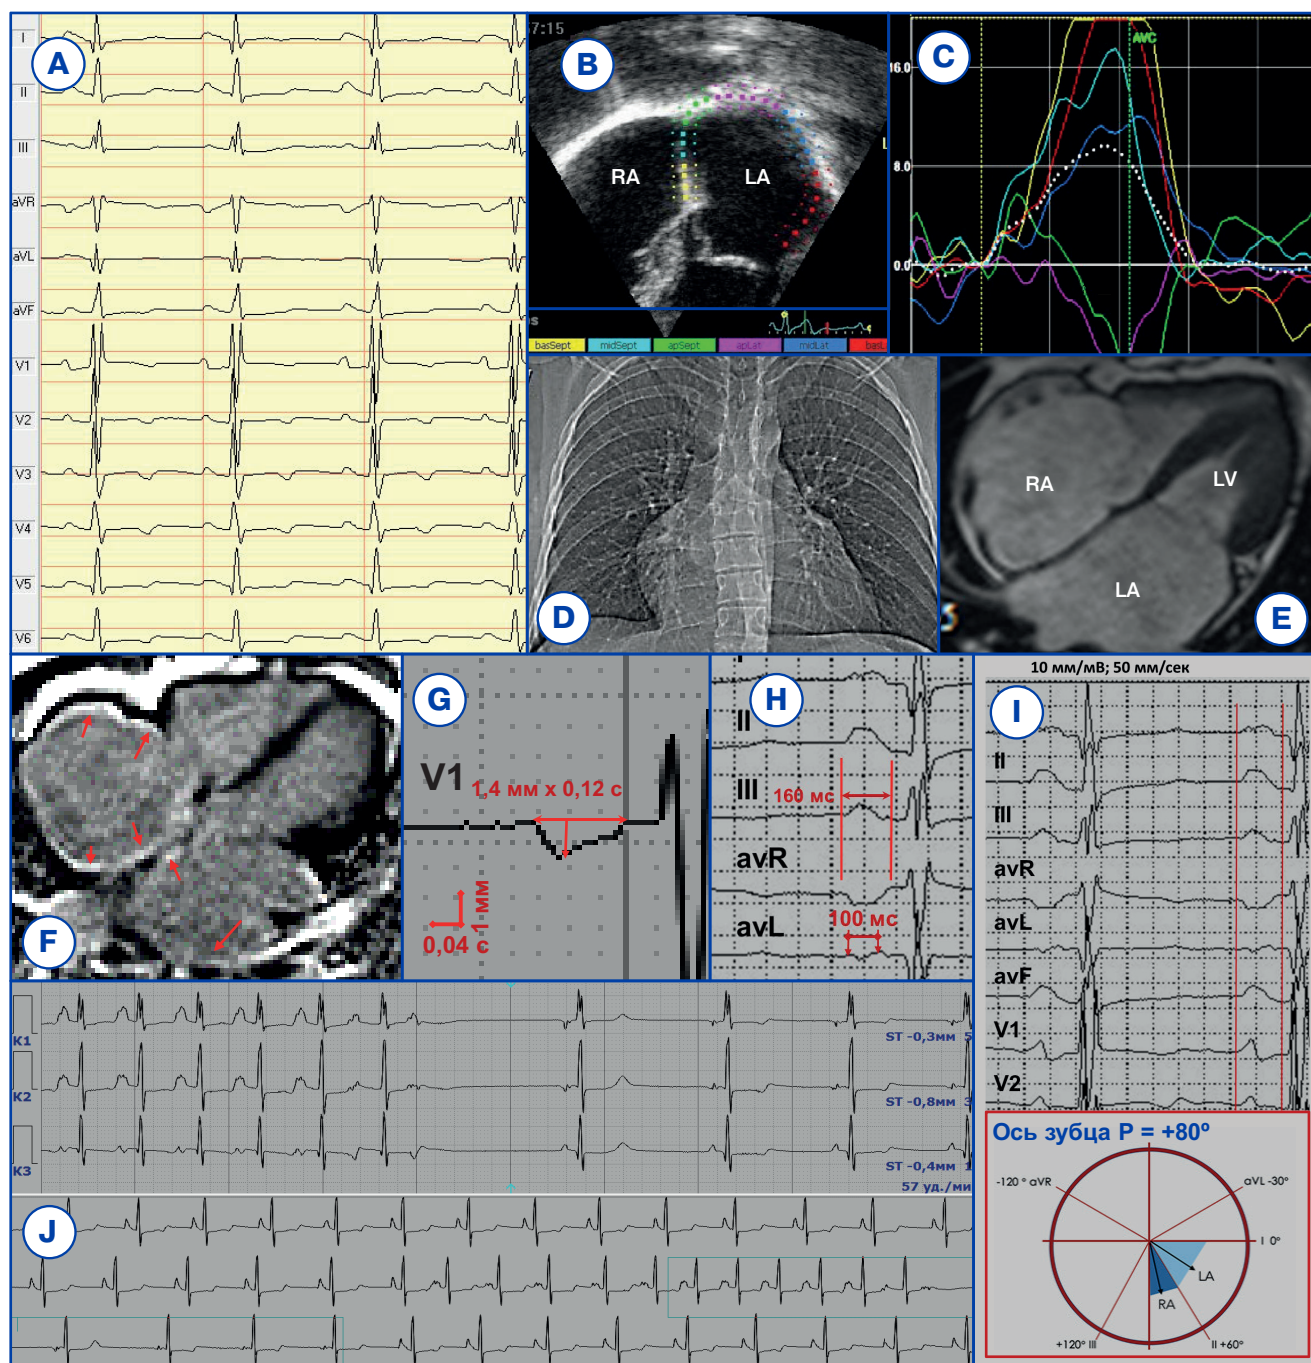 A
I
II
III
aVR
aVL
aVF
V1
V2
V3
V4
V5
V6
B
7:15
RA
LA
L
basSept
midSept
apSept
apLat
midLat
C
AVC
16.0
8.0
0.0
D
E
RA
LV
LA
F
G
V1
1,4 мм x 0,12 с
1 мм
0,04 с
H
II
III
160 мс
avR
100 мс
avL
10 мм/мВ; 50 мм/сек
I
II
III
avR
avL
avF
V1
V2
Ось зубца P = +80º
-120 ° aVR
aVL -30°
I 0°
LA
RA
+120° III
II +60°
K1
ST -0,3мм 5
K2
ST -0,8мм 3
K3
ST -0,4мм 1
57 уд./ми
J